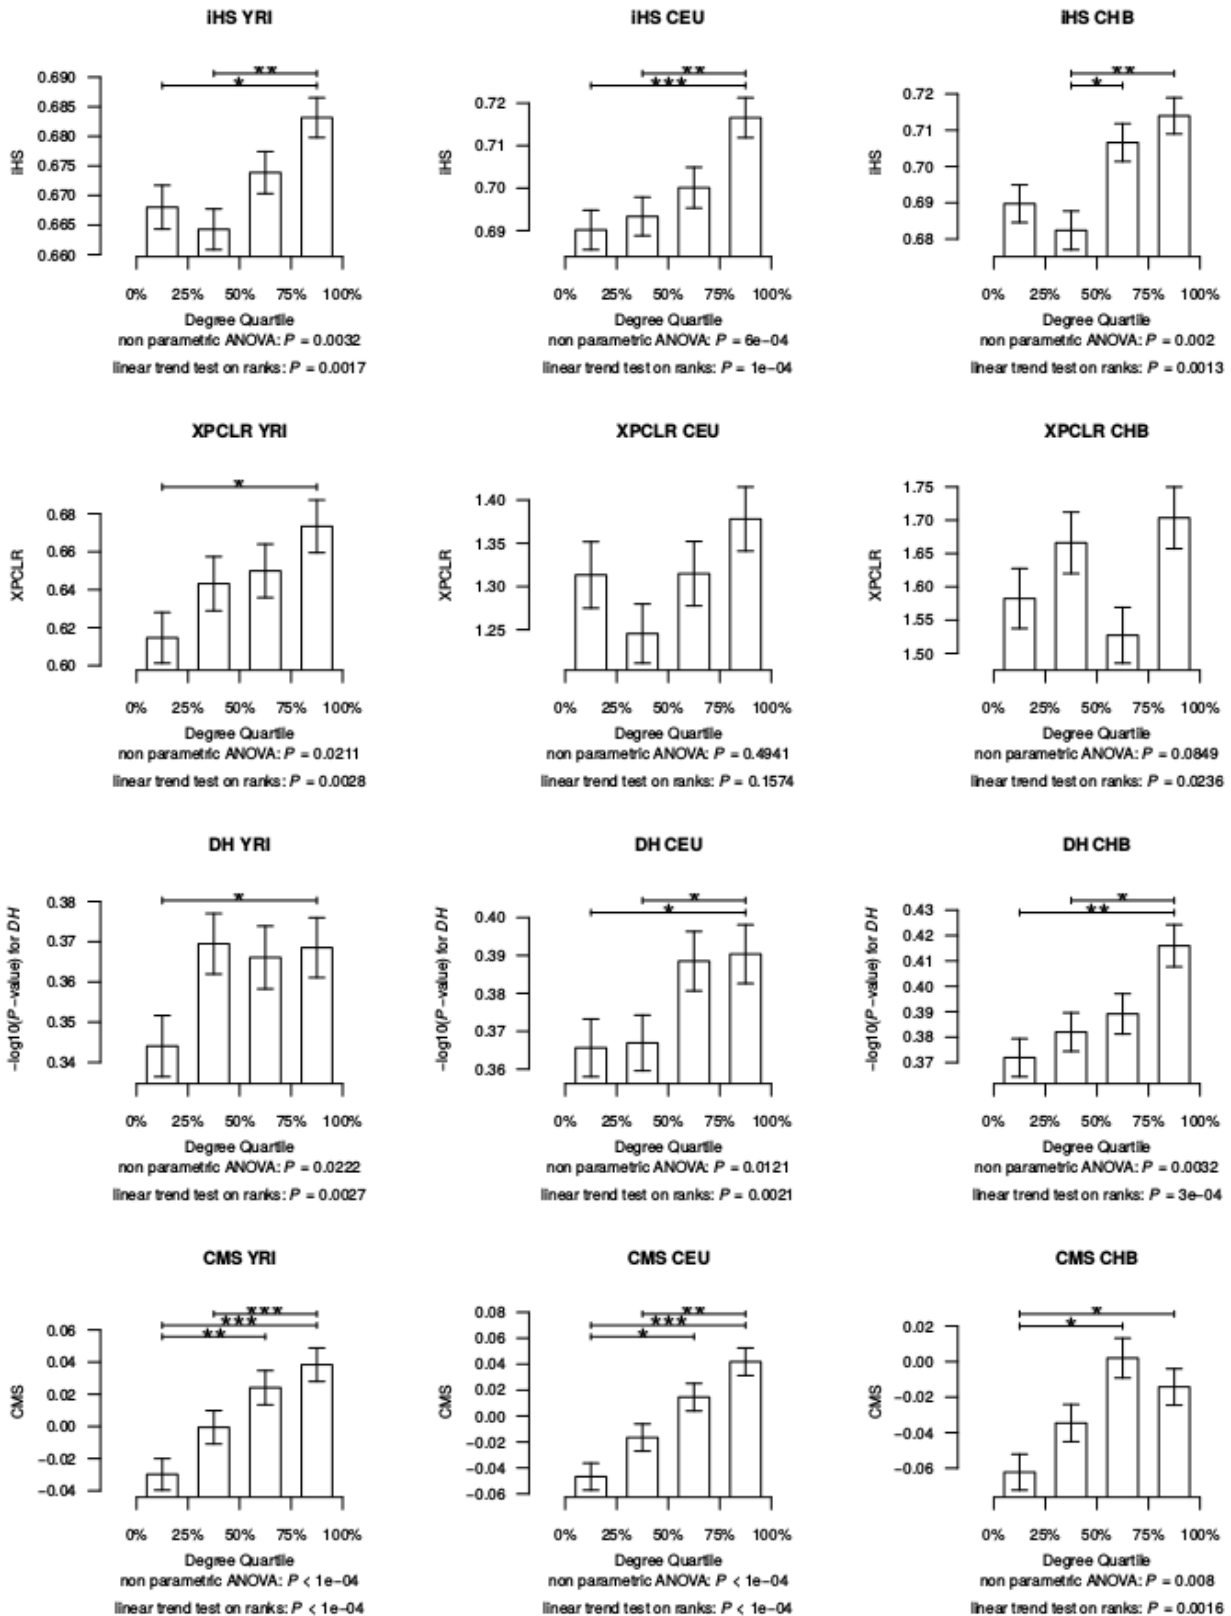 iHS YRI
**
*
iHS
0.690
0.685
0.680
0.675
0.670
0.665
0.660
0% 25% 50% 75% 100%
Degree Quartile
non parametric ANOVA: P = 0.0032
linear trend test on ranks: P = 0.0017
iHS CEU
**
***
iHS
0.72
0.71
0.70
0.69
0% 25% 50% 75% 100%
Degree Quartile
non parametric ANOVA: P = 6e−04
linear trend test on ranks: P = 1e−04
iHS CHB
**
*
iHS
0.72
0.71
0.70
0.69
0.68
0% 25% 50% 75% 100%
Degree Quartile
non parametric ANOVA: P = 0.002
linear trend test on ranks: P = 0.0013
XPCLR YRI
*
XPCLR
0.68
0.66
0.64
0.62
0.60
0% 25% 50% 75% 100%
Degree Quartile
non parametric ANOVA: P = 0.0211
linear trend test on ranks: P = 0.0028
XPCLR CEU
XPCLR
1.40
1.35
1.30
1.25
0% 25% 50% 75% 100%
Degree Quartile
non parametric ANOVA: P = 0.4941
linear trend test on ranks: P = 0.1574
XPCLR CHB
XPCLR
1.75
1.70
1.65
1.60
1.55
1.50
0% 25% 50% 75% 100%
Degree Quartile
non parametric ANOVA: P = 0.0849
linear trend test on ranks: P = 0.0236
DH YRI
*
−log10(P−value) for DH
0.38
0.37
0.36
0.35
0.34
0% 25% 50% 75% 100%
Degree Quartile
non parametric ANOVA: P = 0.0222
linear trend test on ranks: P = 0.0027
DH CEU
*
*
−log10(P−value) for DH
0.40
0.39
0.38
0.37
0.36
0% 25% 50% 75% 100%
Degree Quartile
non parametric ANOVA: P = 0.0121
linear trend test on ranks: P = 0.0021
DH CHB
*
**
−log10(P−value) for DH
0.43
0.42
0.41
0.40
0.39
0.38
0.37
0% 25% 50% 75% 100%
Degree Quartile
non parametric ANOVA: P = 0.0032
linear trend test on ranks: P = 3e−04
CMS YRI
***
***
**
CMS
0.06
0.04
0.02
0.00
−0.02
−0.04
0% 25% 50% 75% 100%
Degree Quartile
non parametric ANOVA: P < 1e−04
linear trend test on ranks: P < 1e−04
CMS CEU
**
***
*
CMS
0.08
0.06
0.04
0.02
0.00
−0.02
−0.04
−0.06
0% 25% 50% 75% 100%
Degree Quartile
non parametric ANOVA: P < 1e−04
linear trend test on ranks: P < 1e−04
CMS CHB
*
*
CMS
0.02
0.00
−0.02
−0.04
−0.06
0% 25% 50% 75% 100%
Degree Quartile
non parametric ANOVA: P = 0.008
linear trend test on ranks: P = 0.0016